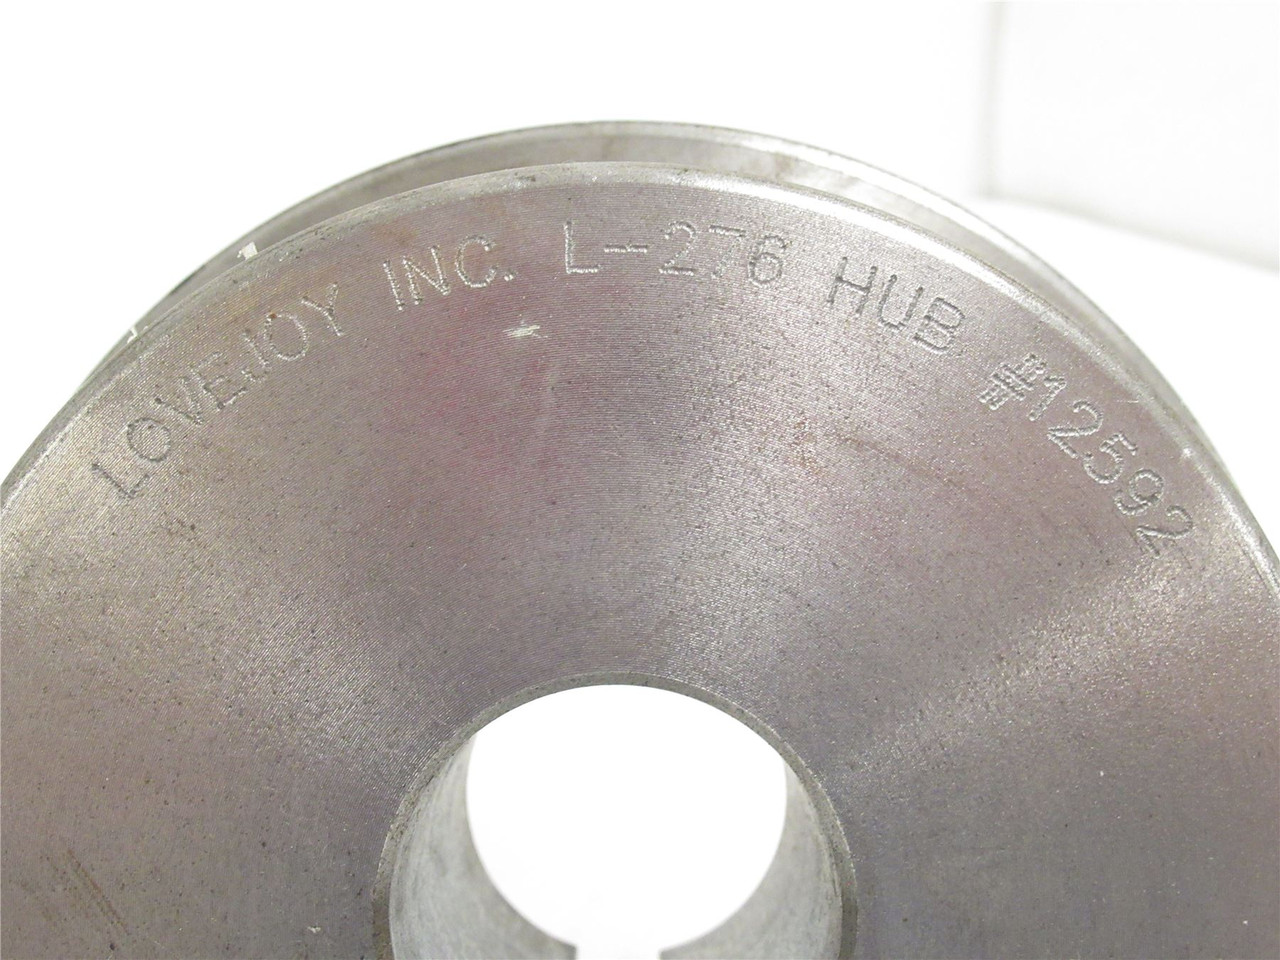 LOVEJOY INC. L-276 HUB #12592